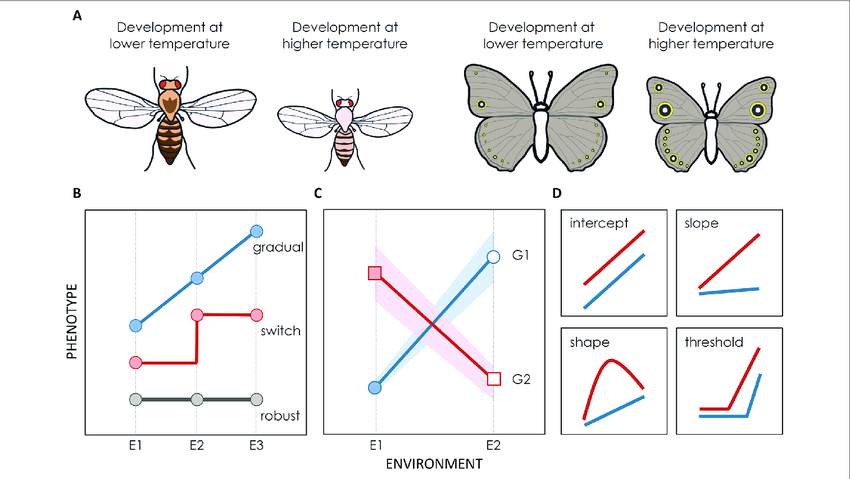 A
Development at
lower temperature
Development at
higher temperature
Development at
lower temperature
Development at
higher temperature
B
C
D
PHENOTYPE
gradual
switch
robust
E1
E2
E3
G1
G2
E1
E2
ENVIRONMENT
intercept
slope
shape
threshold